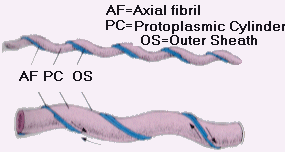 AF=Axial fibril
PC=Protoplasmic Cylinder
OS=Outer Sheath
AF PC OS